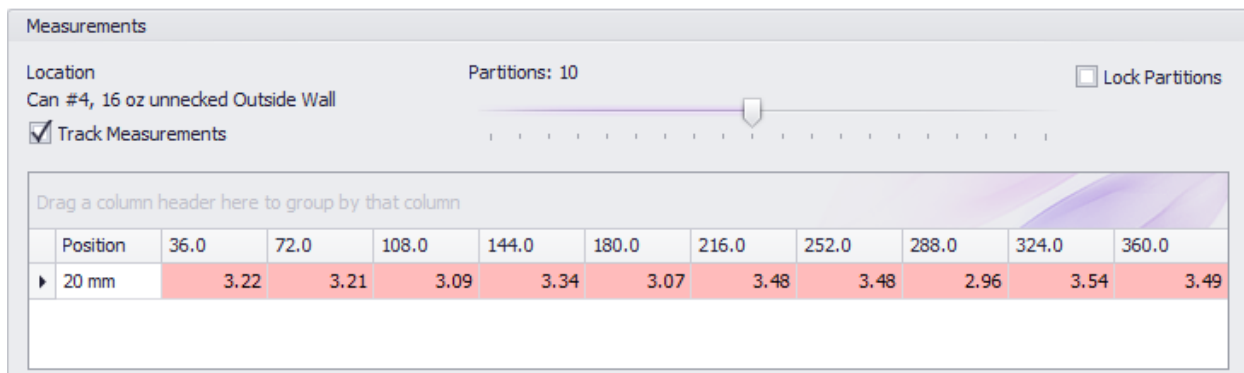 Measurements
Location
Partitions: 10
Lock Partitions
Can #4, 16 oz unnecked Outside Wall
Track Measurements
Drag a column header here to group by that column
Position 36.0 72.0 108.0 144.0 180.0 216.0 252.0 288.0 324.0 360.0
20 mm 3.22 3.21 3.09 3.34 3.07 3.48 3.48 2.96 3.54 3.49